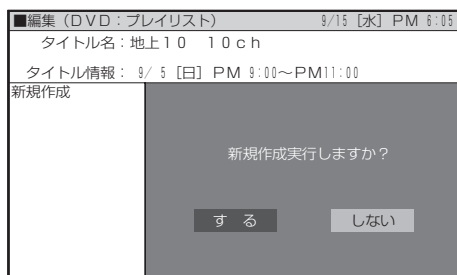 ■編集(DVD:プレイリスト) 9/15 [水] PM 6:05
タイトル名:地上10 10ch
タイトル情報: 9/ 5 [日] PM 9:00〜PM11:00
新規作成
新規作成実行しますか?
する しない